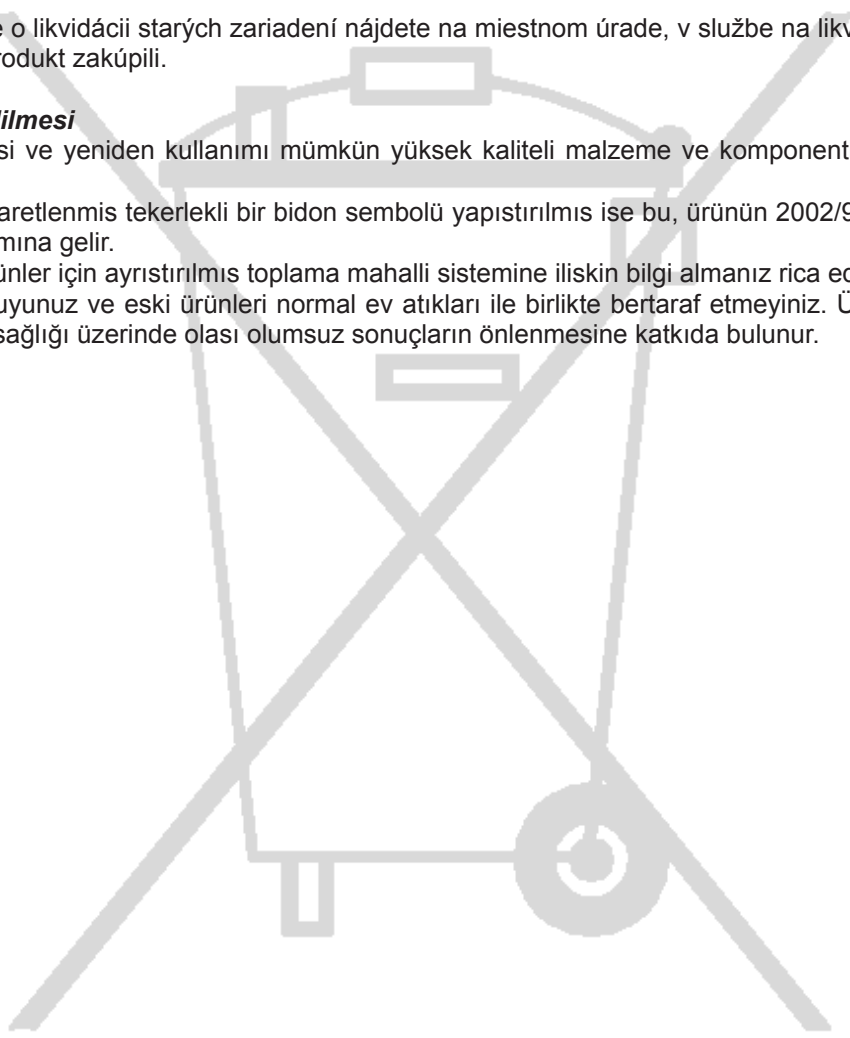 e o likvidácii starých zariadení nájdete na miestnom úrade, v službe na likv
rodukt zakúpili.
ilmesi
si ve yeniden kullanımı mümkün yüksek kaliteli malzeme ve komponent
aretlenmis tekerlekli bir bidon sembolü yapıstırılmıs ise bu, ürünün 2002/9
mına gelir.
ünler için ayrıstırılmıs toplama mahalli sistemine iliskin bilgi almanız rica ed
uyunuz ve eski ürünleri normal ev atıkları ile birlikte bertaraf etmeyiniz. Ü
sağlığı üzerinde olası olumsuz sonuçların önlenmesine katkıda bulunur.